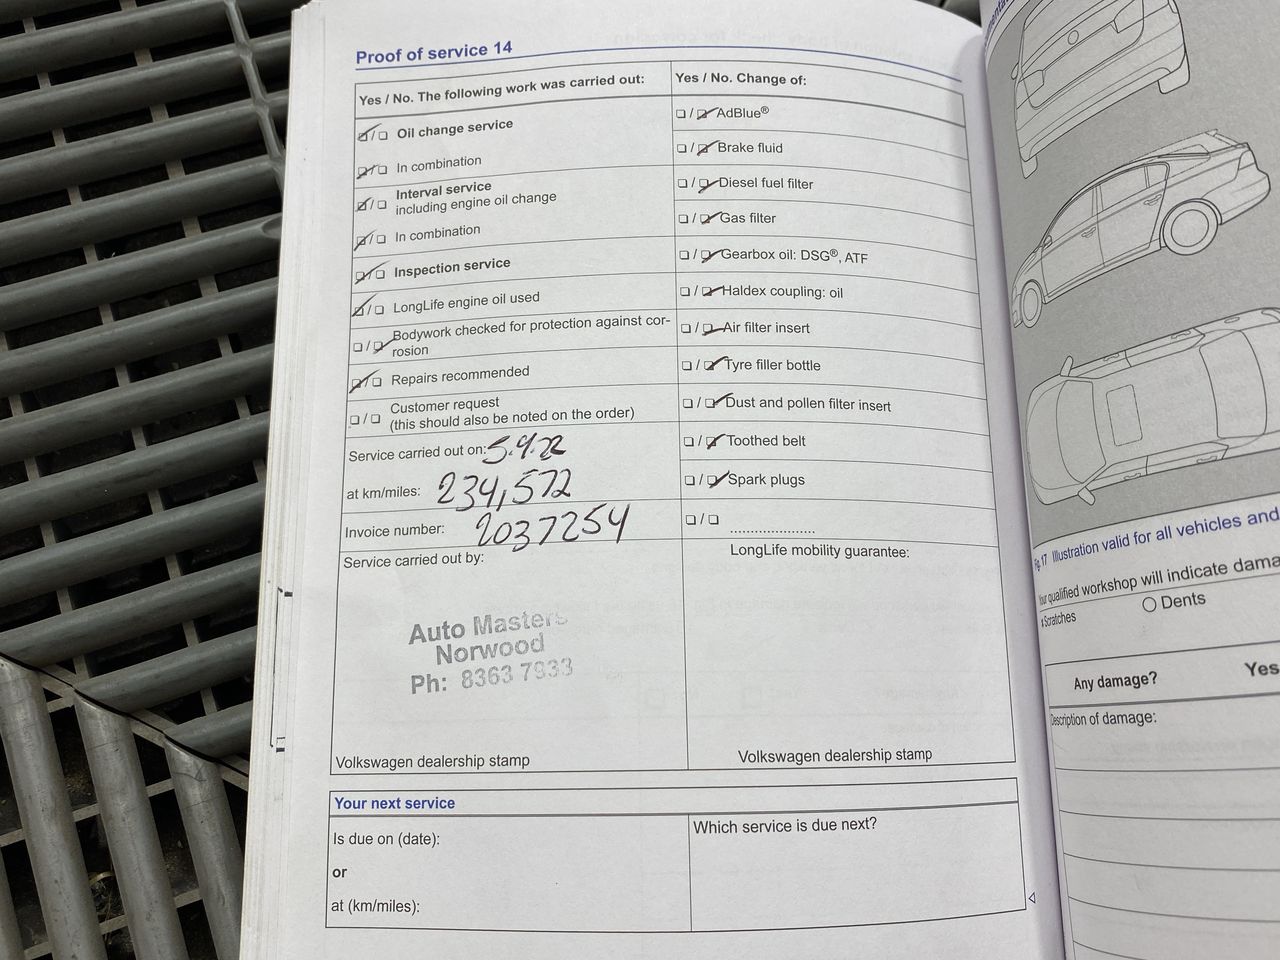 Proof of service 14
Yes / No. The following work was carried out:
❑ / ❑ Oil change service
❑ / ❑ In combination
❑ / ❑ Interval service
including engine oil change
❑ / ❑ In combination
❑ / ❑ Inspection service
❑ / ❑ LongLife engine oil used
❑ / ❑ Bodywork checked for protection against cor-
rosion
❑ / ❑ Repairs recommended
❑ / ❑ Customer request
(this should also be noted on the order)
Service carried out on: 5.9.22
at km/miles: 234,572
Invoice number: 2037254
Service carried out by:
Auto Masters
Norwood
Ph: 8363 7933
Volkswagen dealership stamp
Yes / No. Change of:
❑ / ❑ AdBlue®
❑ / ❑ Brake fluid
❑ / ❑ Diesel fuel filter
❑ / ❑ Gas filter
❑ / ❑ Gearbox oil: DSG®, ATF
❑ / ❑ Haldex coupling: oil
❑ / ❑ Air filter insert
❑ / ❑ Tyre filler bottle
❑ / ❑ Dust and pollen filter insert
❑ / ❑ Toothed belt
❑ / ❑ Spark plugs
❑ / ❑ .....................
LongLife mobility guarantee:
Volkswagen dealership stamp
Your next service
Is due on (date):
or
at (km/miles):
Which service is due next?
17 Illustration valid for all vehicles and
qualified workshop will indicate dama
Scratches
Dents
Any damage?
Yes
Description of damage: